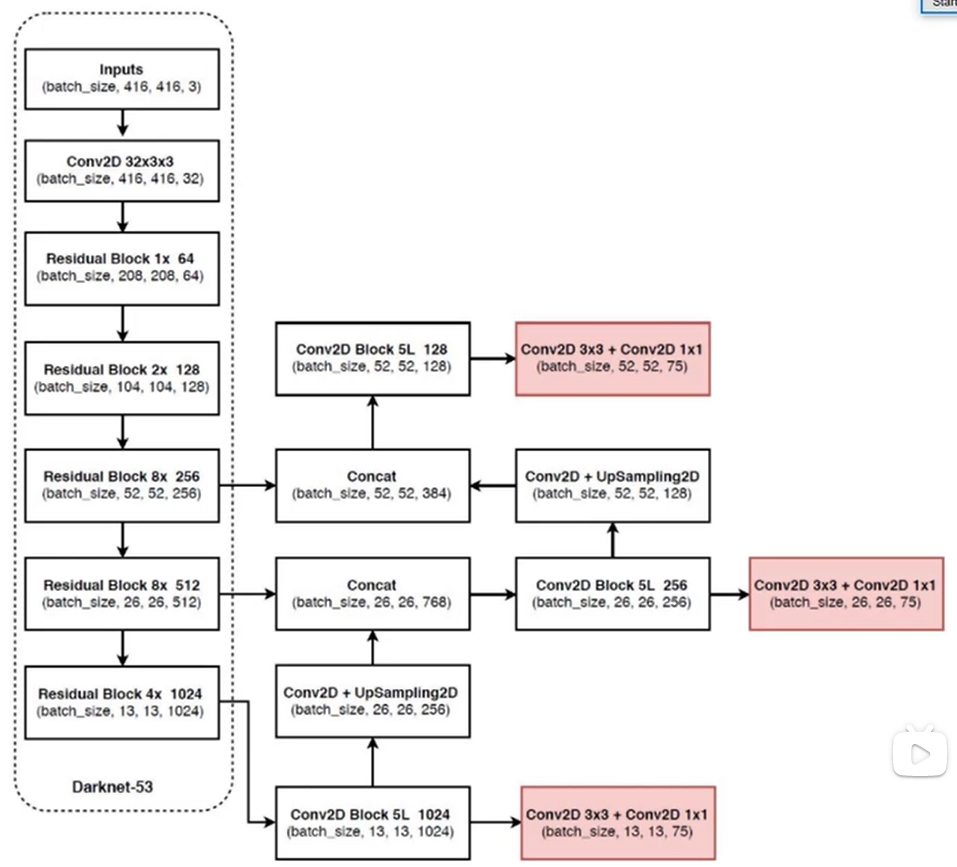 Inputs
(batch_size, 416, 416, 3)
Conv2D 32x3x3
(batch_size, 416, 416, 32)
Residual Block 1x 64
(batch_size, 208, 208, 64)
Residual Block 2x 128
(batch_size, 104, 104, 128)
Residual Block 8x 256
(batch_size, 52, 52, 256)
Residual Block 8x 512
(batch_size, 26, 26, 512)
Residual Block 4x 1024
(batch_size, 13, 13, 1024)
Darknet-53
Conv2D Block 5L 128
(batch_size, 52, 52, 128)
Conv2D 3x3 + Conv2D 1x1
(batch_size, 52, 52, 75)
Concat
(batch_size, 52, 52, 384)
Conv2D + UpSampling2D
(batch_size, 52, 52, 128)
Concat
(batch_size, 26, 26, 768)
Conv2D Block 5L 256
(batch_size, 26, 26, 256)
Conv2D 3x3 + Conv2D 1x1
(batch_size, 26, 26, 75)
Conv2D + UpSampling2D
(batch_size, 26, 26, 256)
Conv2D Block 5L 1024
(batch_size, 13, 13, 1024)
Conv2D 3x3 + Conv2D 1x1
(batch_size, 13, 13, 75)